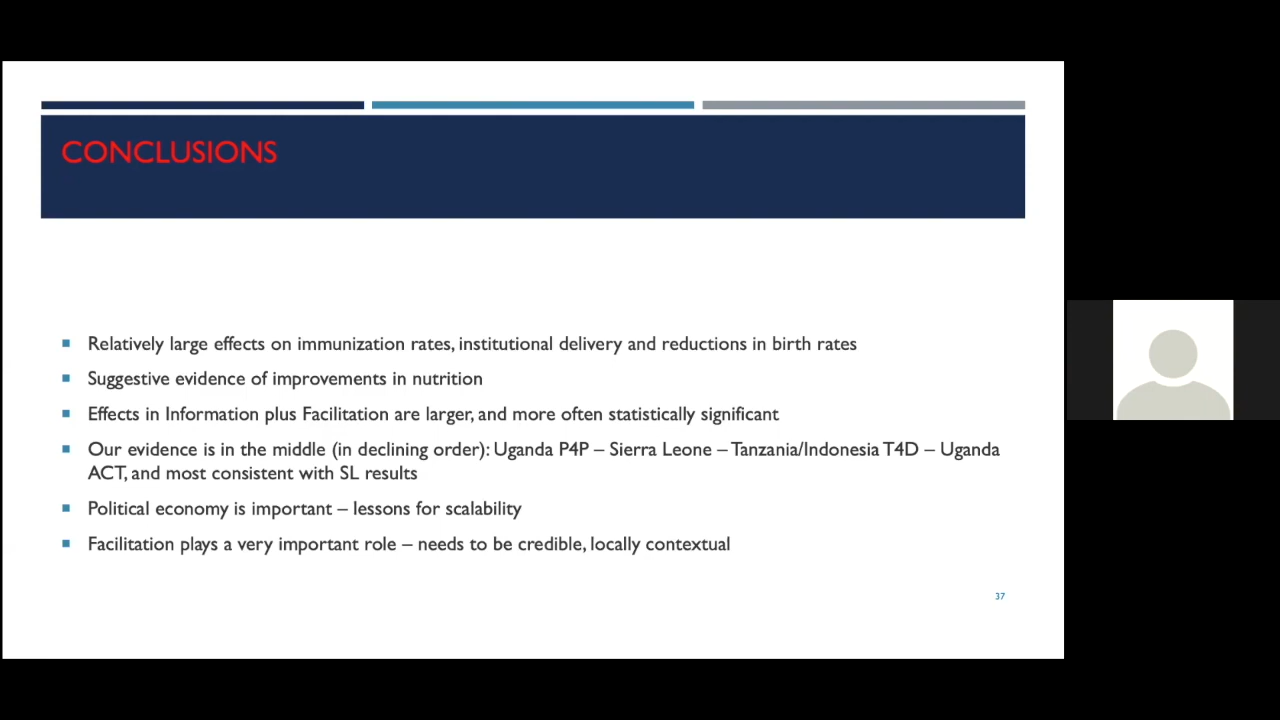 CONCLUSIONS
Relatively large effects on immunization rates, institutional delivery and reductions in birth rates
Suggestive evidence of improvements in nutrition
Effects in Information plus Facilitation are larger, and more often statistically significant
Our evidence is in the middle (in declining order): Uganda P4P – Sierra Leone – Tanzania/Indonesia T4D – Uganda
ACT, and most consistent with SL results
Political economy is important – lessons for scalability
Facilitation plays a very important role – needs to be credible, locally contextual
37